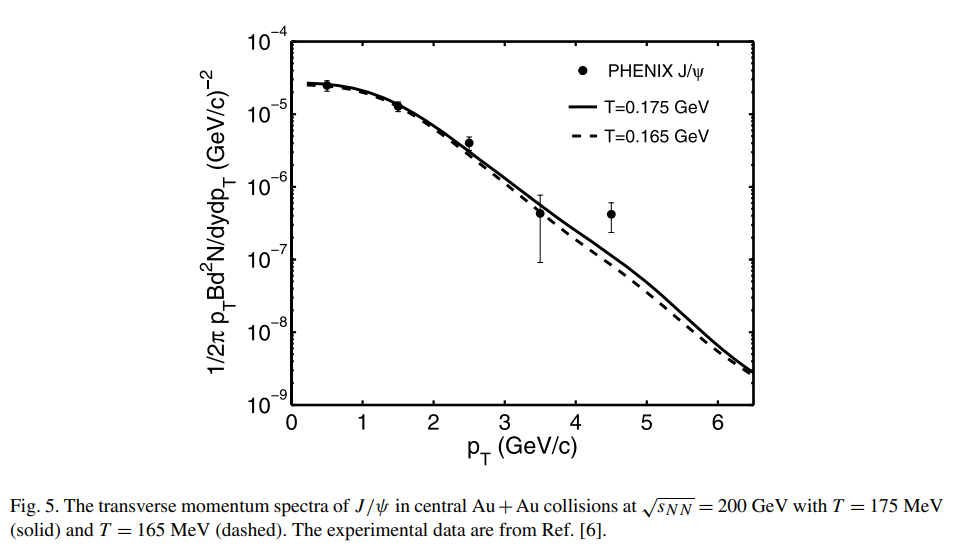 10⁻⁴
10⁻⁵
10⁻⁶
10⁻⁷
10⁻⁸
10⁻⁹
1/2π p_T Bd²N/dydp_T (GeV/c)⁻²
PHENIX J/ψ
T=0.175 GeV
T=0.165 GeV
0 1 2 3 4 5 6
p_T (GeV/c)
Fig. 5. The transverse momentum spectra of J/ψ in central Au + Au collisions at √s_NN = 200 GeV with T = 175 MeV
(solid) and T = 165 MeV (dashed). The experimental data are from Ref. [6].